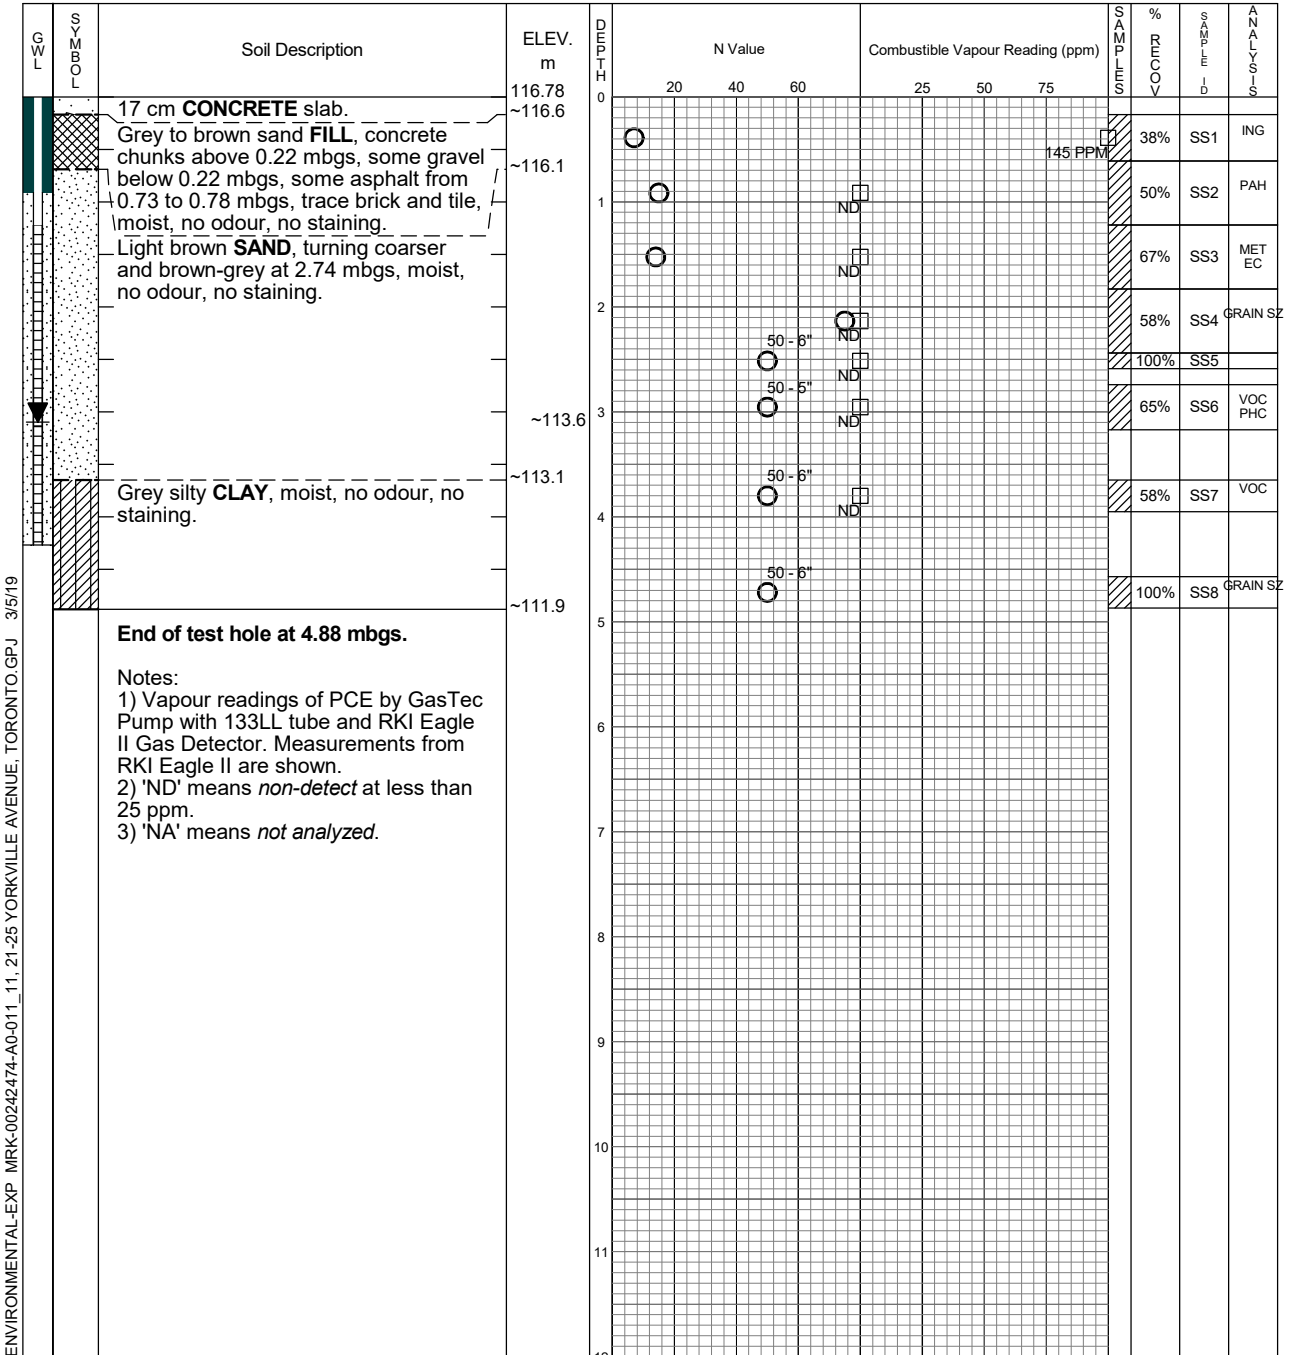 GWL
SYMBOL
Soil Description
ELEV.
m
116.78
DEPTH
N Value
20 40 60
Combustible Vapour Reading (ppm)
25 50 75
SAMPLES
% RECOV
SAMPLE ID
ANALYSIS
0
17 cm CONCRETE slab.
~116.6
Grey to brown sand FILL, concrete
chunks above 0.22 mbgs, some gravel
below 0.22 mbgs, some asphalt from
0.73 to 0.78 mbgs, trace brick and tile,
moist, no odour, no staining.
~116.1
Light brown SAND, turning coarser
and brown-grey at 2.74 mbgs, moist,
no odour, no staining.
~113.6
~113.1
Grey silty CLAY, moist, no odour, no
staining.
~111.9
End of test hole at 4.88 mbgs.
Notes:
1) Vapour readings of PCE by GasTec
Pump with 133LL tube and RKI Eagle
II Gas Detector. Measurements from
RKI Eagle II are shown.
2) 'ND' means non-detect at less than
25 ppm.
3) 'NA' means not analyzed.
145 PPM
38% SS1 ING
1
ND
50% SS2 PAH
ND
67% SS3 MET
EC
2
ND
58% SS4 GRAIN SZ
50 - 6"
ND
100% SS5
50 - 5"
3
ND
65% SS6 VOC
PHC
50 - 6"
ND
58% SS7 VOC
4
50 - 6"
100% SS8 GRAIN SZ
5
6
7
8
9
10
11
ENVIRONMENTAL-EXP MRK-00242474-A0-011_11, 21-25 YORKVILLE AVENUE, TORONTO.GPJ 3/5/19